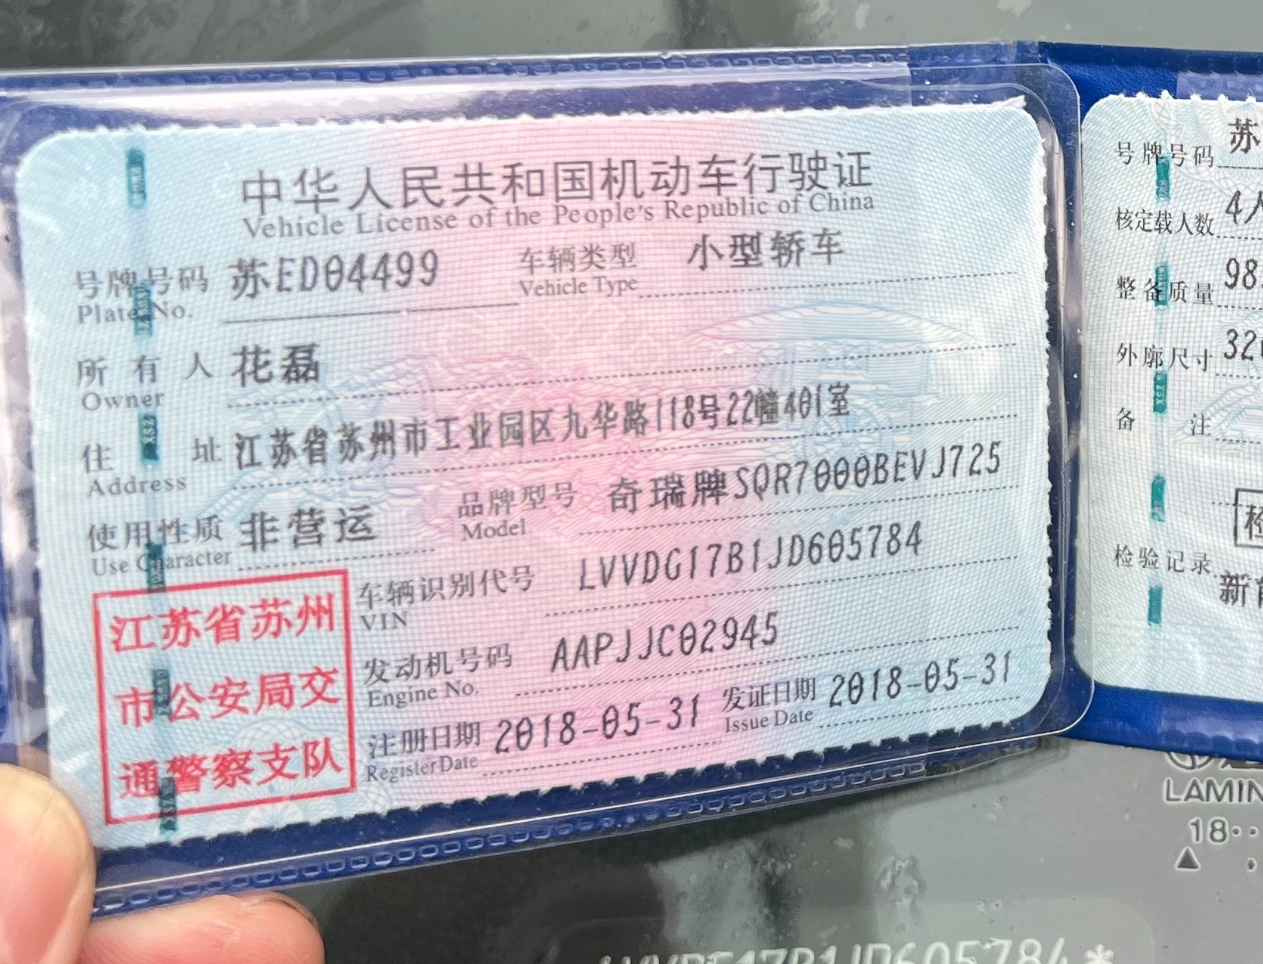 中华人民共和国机动车行驶证
Vehicle License of the People's Republic of China
号牌号码 苏ED04499 车辆类型 小型轿车
Plate No. Vehicle Type
所有人 花磊
Owner
住址 江苏省苏州市工业园区九华路118号22幢401室
Address
使用性质 非营运 品牌型号 奇瑞牌SQR7000BEVJ725
Use Character Model
车辆识别代号 LVVDG17B1JD605784
VIN
发动机号码 AAPJJC02945
Engine No.
注册日期 2018-05-31 发证日期 2018-05-31
Register Date Issue Date
江苏省苏州
市公安局交
通警察支队
号牌号码 苏
核定载人数 4人
整备质量 98
外廓尺寸 32
备注
检验记录
新
LAMIN
18··
17B1JD605784*